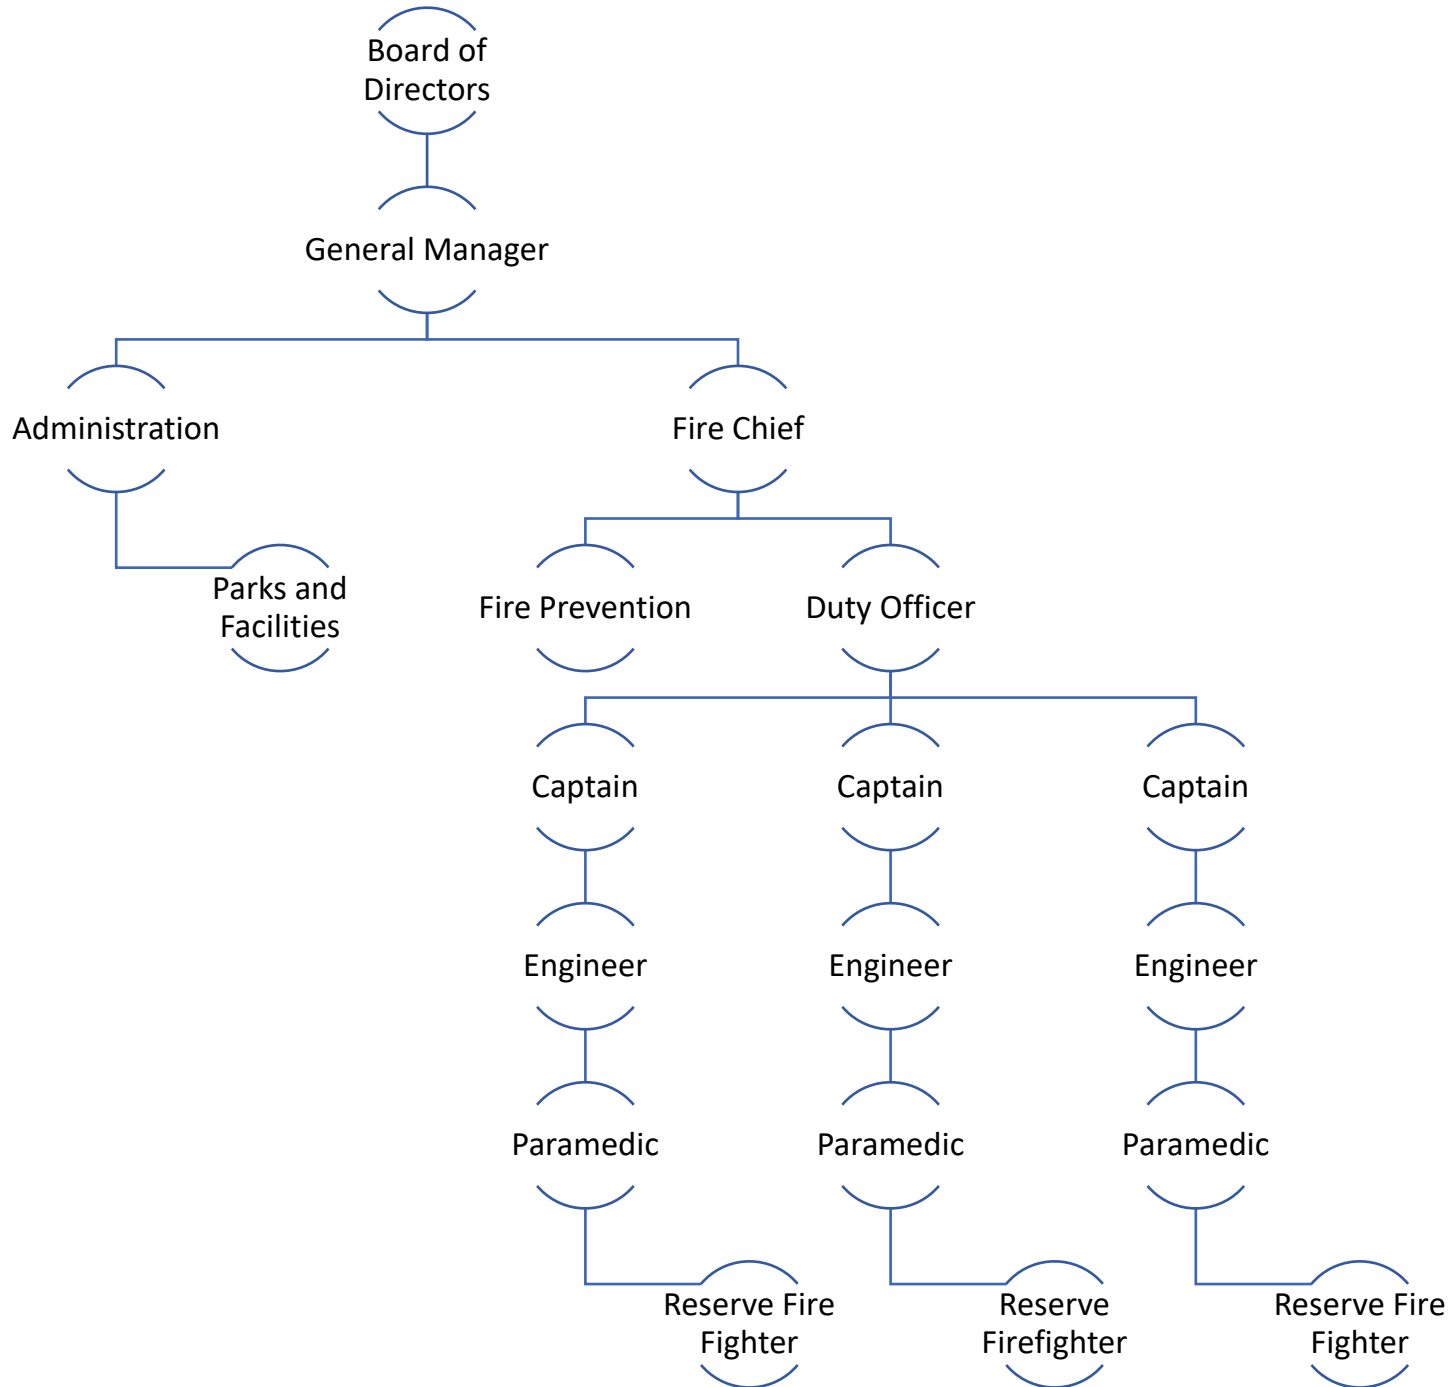 Board of
Directors
General Manager
Administration
Fire Chief
Parks and
Facilities
Fire Prevention
Duty Officer
Captain
Captain
Captain
Engineer
Engineer
Engineer
Paramedic
Paramedic
Paramedic
Reserve Fire
Fighter
Reserve
Firefighter
Reserve Fire
Fighter